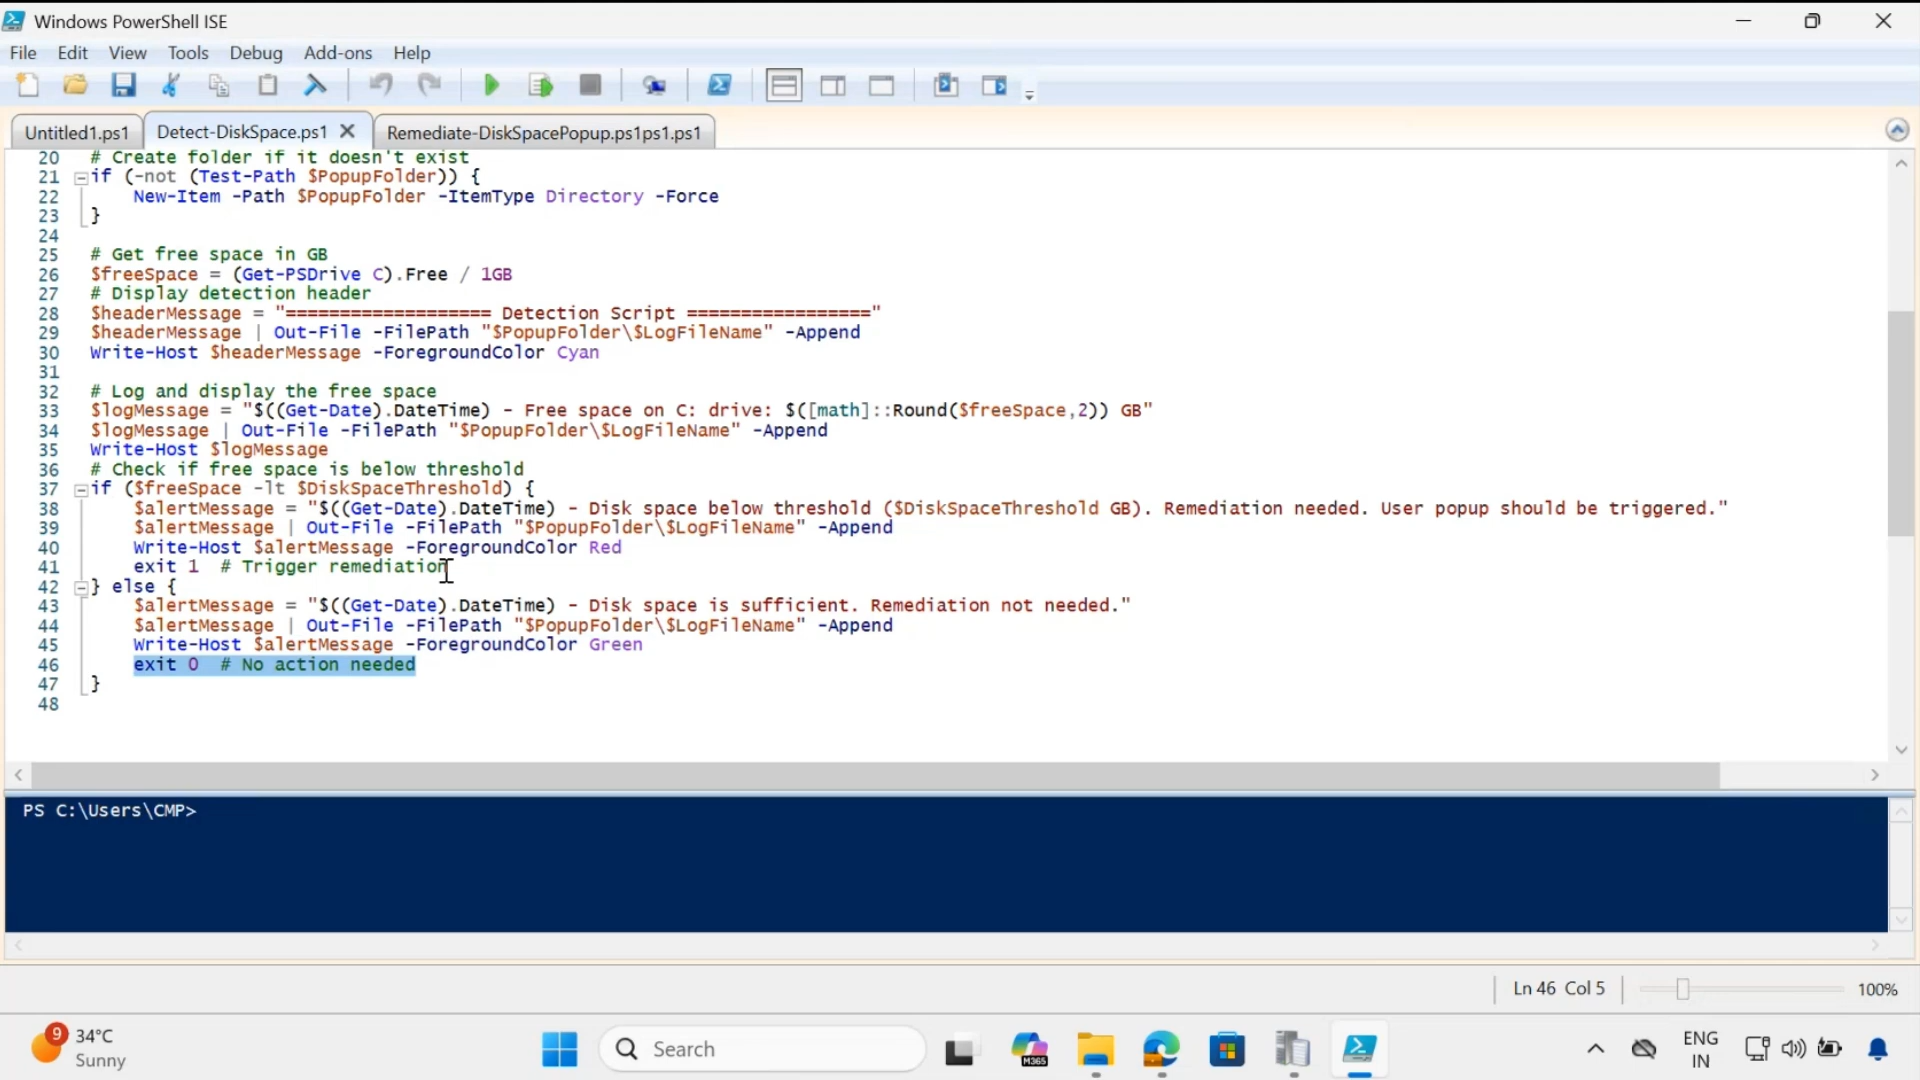 Windows PowerShell ISE
File Edit View Tools Debug Add-ons Help
Untitled1.ps1 Detect-DiskSpace.ps1 Remediate-DiskSpacePopup.ps1ps1.ps1
20 # Create folder if it doesn't exist
21 if (-not (Test-Path $PopupFolder)) {
22 New-Item -Path $PopupFolder -ItemType Directory -Force
23 }
24
25 # Get free space in GB
26 $freeSpace = (Get-PSDrive C).Free / 1GB
27 # Display detection header
28 $headerMessage = "=================== Detection Script ================="
29 $headerMessage | Out-File -FilePath "$PopupFolder\$LogFileName" -Append
30 Write-Host $headerMessage -ForegroundColor Cyan
31
32 # Log and display the free space
33 $logMessage = "$((Get-Date).DateTime) - Free space on C: drive: $([math]::Round($freeSpace,2)) GB"
34 $logMessage | Out-File -FilePath "$PopupFolder\$LogFileName" -Append
35 Write-Host $logMessage
36 # Check if free space is below threshold
37 if ($freeSpace -lt $DiskSpaceThreshold) {
38 $alertMessage = "$((Get-Date).DateTime) - Disk space below threshold ($DiskSpaceThreshold GB). Remediation needed. User popup should be triggered."
39 $alertMessage | Out-File -FilePath "$PopupFolder\$LogFileName" -Append
40 Write-Host $alertMessage -ForegroundColor Red
41 exit 1 # Trigger remediation
42 } else {
43 $alertMessage = "$((Get-Date).DateTime) - Disk space is sufficient. Remediation not needed."
44 $alertMessage | Out-File -FilePath "$PopupFolder\$LogFileName" -Append
45 Write-Host $alertMessage -ForegroundColor Green
46 exit 0 # No action needed
47 }
48
PS C:\Users\CMP>
Ln 46 Col 5 100%
9 34°C
Sunny
Search
M365
ENG
IN